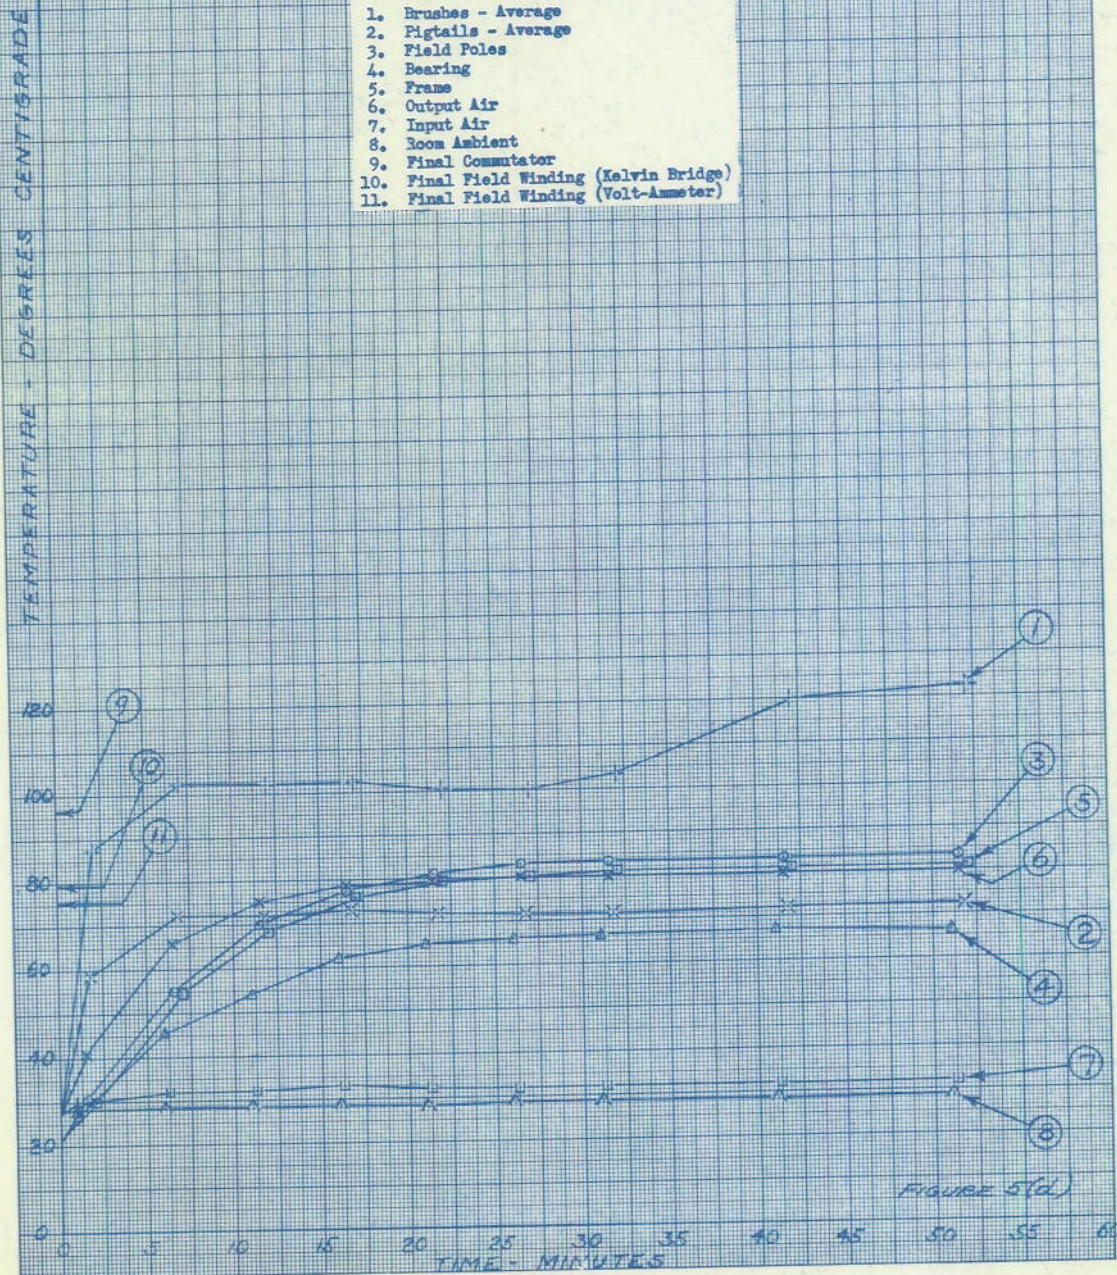 1. Brushes - Average
2. Pigtails - Average
3. Field Poles
4. Bearing
5. Frame
6. Output Air
7. Input Air
8. Room Ambient
9. Final Commutator
10. Final Field Winding (Kelvin Bridge)
11. Final Field Winding (Volt-Ammeter)
TEMPERATURE - DEGREES CENTIGRADE
1
120
9
10
3
100
5
11
80
6
2
60
4
40
7
20
8
FIGURE 5(d)
0
0 5 10 15 20 25 30 35 40 45 50 55 60
TIME - MINUTES